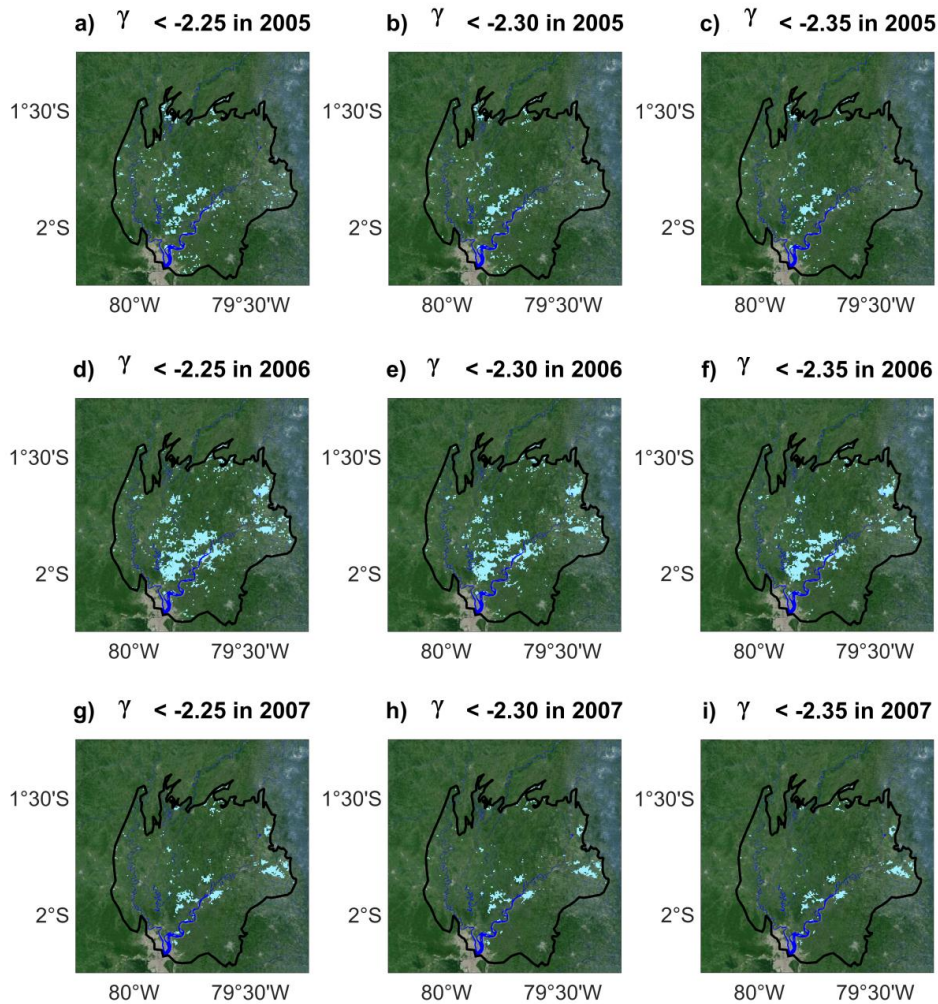 a) γ < -2.25 in 2005
b) γ < -2.30 in 2005
c) γ < -2.35 in 2005
1°30'S
1°30'S
1°30'S
2°S
2°S
2°S
80°W 79°30'W
80°W 79°30'W
80°W 79°30'W
d) γ < -2.25 in 2006
e) γ < -2.30 in 2006
f) γ < -2.35 in 2006
1°30'S
1°30'S
1°30'S
2°S
2°S
2°S
80°W 79°30'W
80°W 79°30'W
80°W 79°30'W
g) γ < -2.25 in 2007
h) γ < -2.30 in 2007
i) γ < -2.35 in 2007
1°30'S
1°30'S
1°30'S
2°S
2°S
2°S
80°W 79°30'W
80°W 79°30'W
80°W 79°30'W